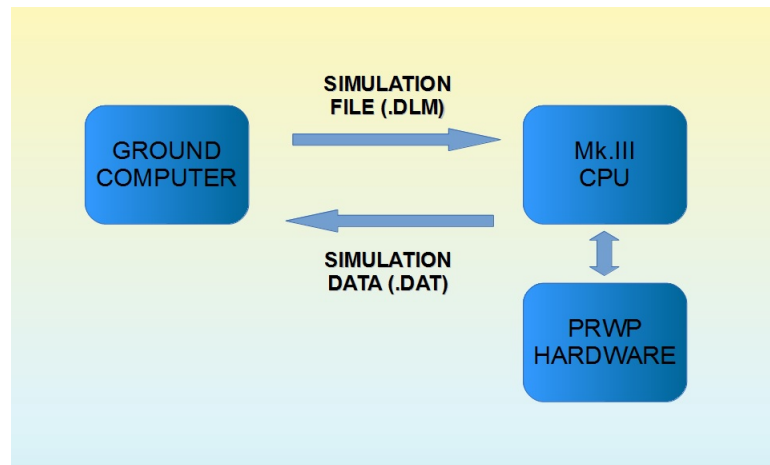 SIMULATION
FILE (.DLM)
GROUND
COMPUTER
Mk.III
CPU
SIMULATION
DATA (.DAT)
PRWP
HARDWARE